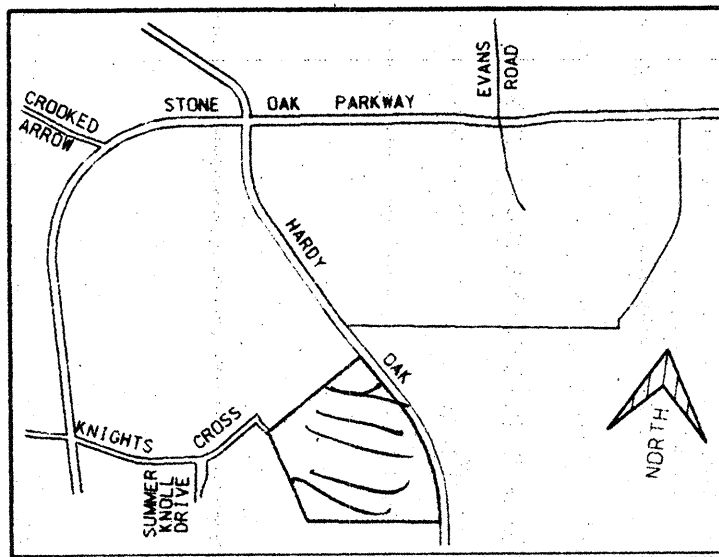 CROOKED
ARROW
STONE OAK PARKWAY
EVANS
ROAD
HARDY
OAK
KNIGHTS CROSS
SUMMER
KNOLL
DRIVE
NORTH